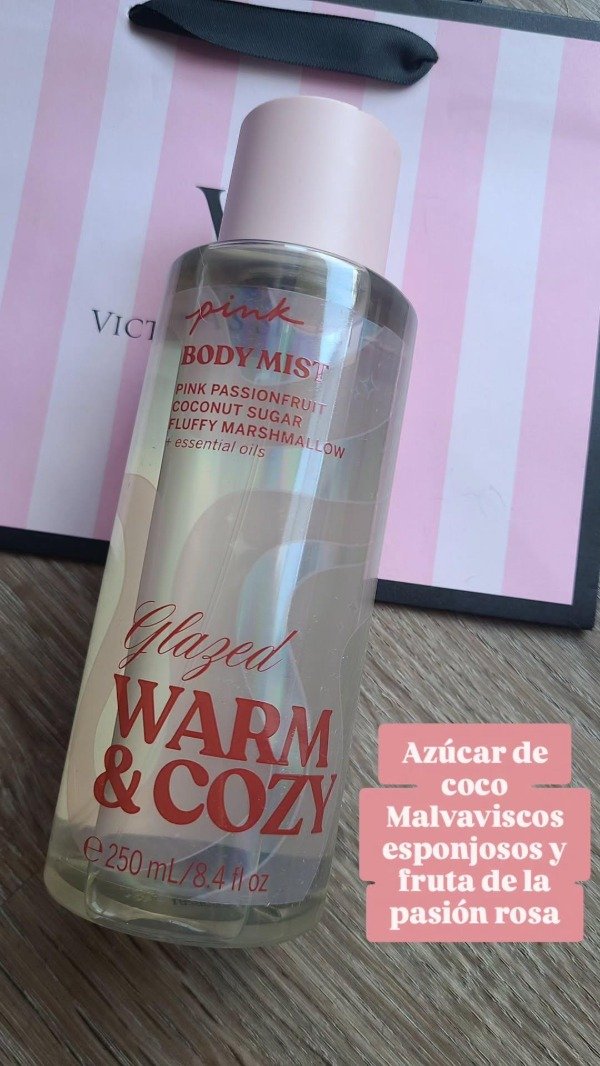 VICT
pink
BODY MIST
PINK PASSIONFRUIT
COCONUT SUGAR
FLUFFY MARSHMALLOW
+ essential oils
Glazed
WARM
& COZY
e 250 mL/8.4 fl oz
Azúcar de
coco
Malvaviscos
esponjosos y
fruta de la
pasión rosa